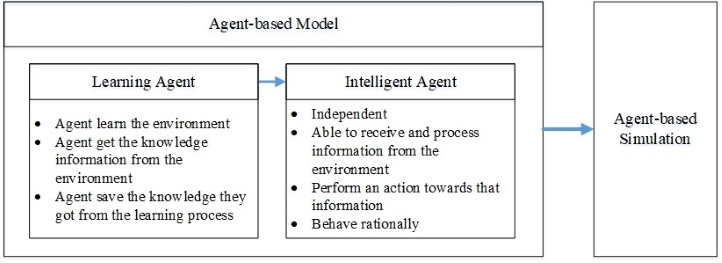 Agent-based Model
Learning Agent
• Agent learn the environment
• Agent get the knowledge
information from the
environment
• Agent save the knowledge they
got from the learning process
Intelligent Agent
• Independent
• Able to receive and process
information from the
environment
• Perform an action towards that
information
• Behave rationally
Agent-based
Simulation